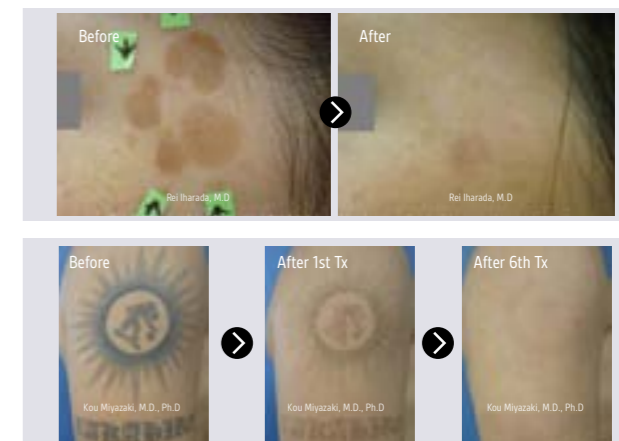 Before
After
Rei Iharada, M.D
Rei Iharada, M.D
Before
After 1st Tx
After 6th Tx
Kou Miyazaki, M.D., Ph.D
Kou Miyazaki, M.D., Ph.D
Kou Miyazaki, M.D., Ph.D